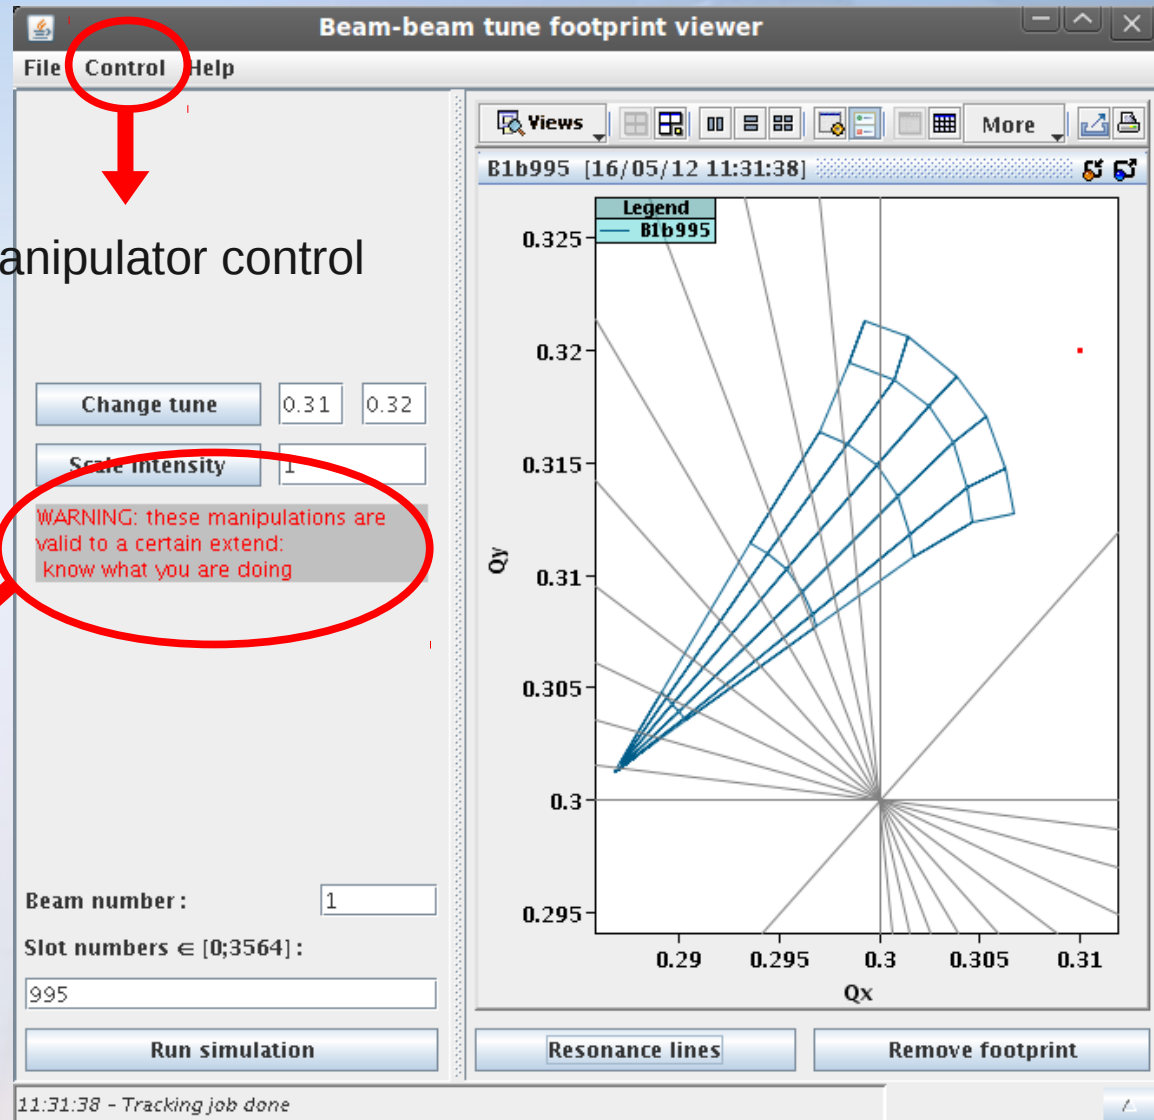 Beam-beam tune footprint viewer
File Control Help
Views More
B1b995 [16/05/12 11:31:38]
Legend
B1b995
anipulator control
Change tune 0.31 0.32
Scale intensity 1
WARNING: these manipulations are
valid to a certain extend:
know what you are doing
Beam number : 1
Slot numbers ∈ [0;3564] :
995
Run simulation
0.325
0.32
0.315
0.31
0.305
0.3
0.295
Qy
0.29 0.295 0.3 0.305 0.31
Qx
Resonance lines Remove footprint
11:31:38 - Tracking job done